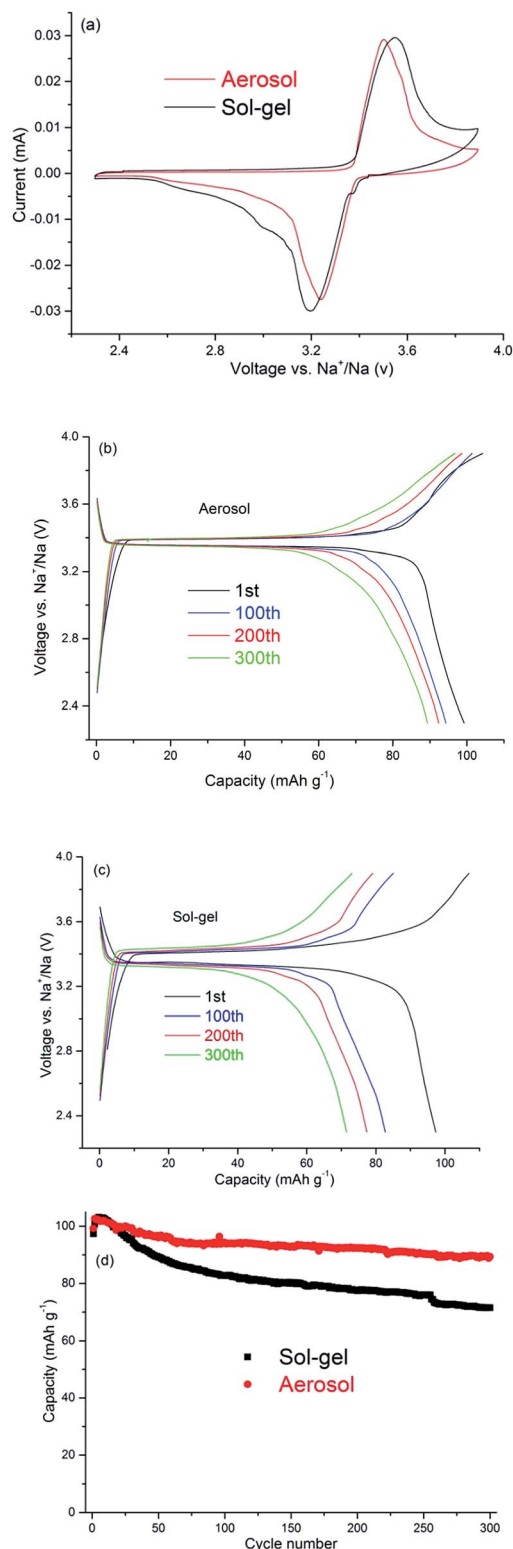 (a)
Aerosol
Sol-gel
0.03
0.02
0.01
0.00
-0.01
-0.02
-0.03
Current (mA)
2.4 2.8 3.2 3.6 4.0
Voltage vs. Na⁺/Na (v)
(b)
Aerosol
4.0
3.6
3.2
2.8
2.4
Voltage vs. Na⁺/Na (V)
1st
100th
200th
300th
0 20 40 60 80 100
Capacity (mAh g⁻¹)
(c)
Sol-gel
4.0
3.6
3.2
2.8
2.4
Voltage vs. Na⁺/Na (V)
1st
100th
200th
300th
0 20 40 60 80 100
Capacity (mAh g⁻¹)
(d)
100
80
60
40
20
0
Capacity (mAh g⁻¹)
Sol-gel
Aerosol
0 50 100 150 200 250 300
Cycle number